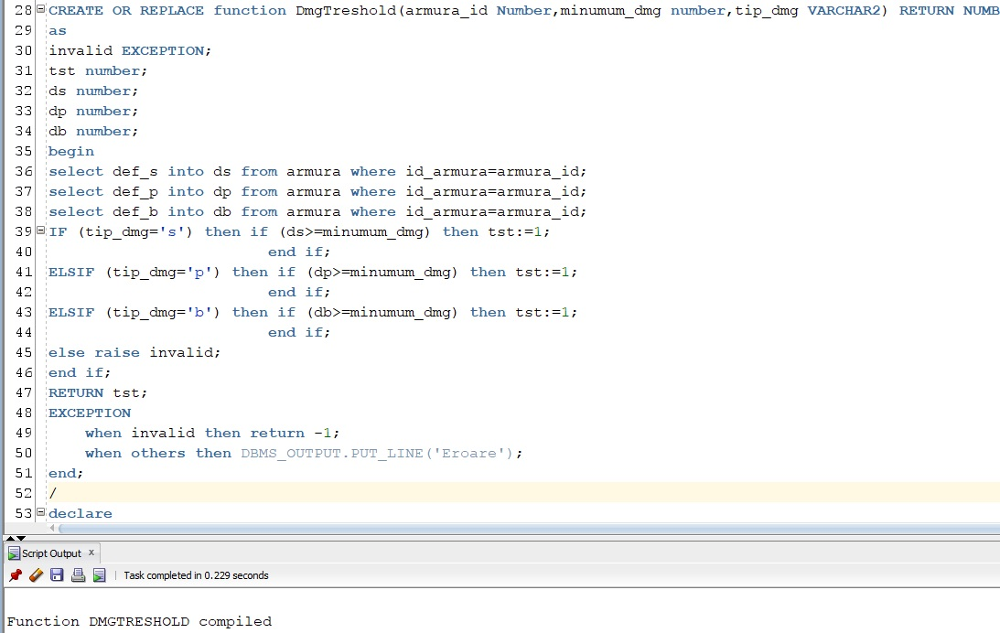 28 CREATE OR REPLACE function DmgTreshold(armura_id Number,minumum_dmg number,tip_dmg VARCHAR2) RETURN NUMB
29 as
30 invalid EXCEPTION;
31 tst number;
32 ds number;
33 dp number;
34 db number;
35 begin
36 select def_s into ds from armura where id_armura=armura_id;
37 select def_p into dp from armura where id_armura=armura_id;
38 select def_b into db from armura where id_armura=armura_id;
39 IF (tip_dmg='s') then if (ds>=minumum_dmg) then tst:=1;
40                         end if;
41 ELSIF (tip_dmg='p') then if (dp>=minumum_dmg) then tst:=1;
42                         end if;
43 ELSIF (tip_dmg='b') then if (db>=minumum_dmg) then tst:=1;
44                         end if;
45 else raise invalid;
46 end if;
47 RETURN tst;
48 EXCEPTION
49     when invalid then return -1;
50     when others then DBMS_OUTPUT.PUT_LINE('Eroare');
51 end;
52 /
53 declare
Script Output x
Task completed in 0.229 seconds
Function DMGTRESHOLD compiled